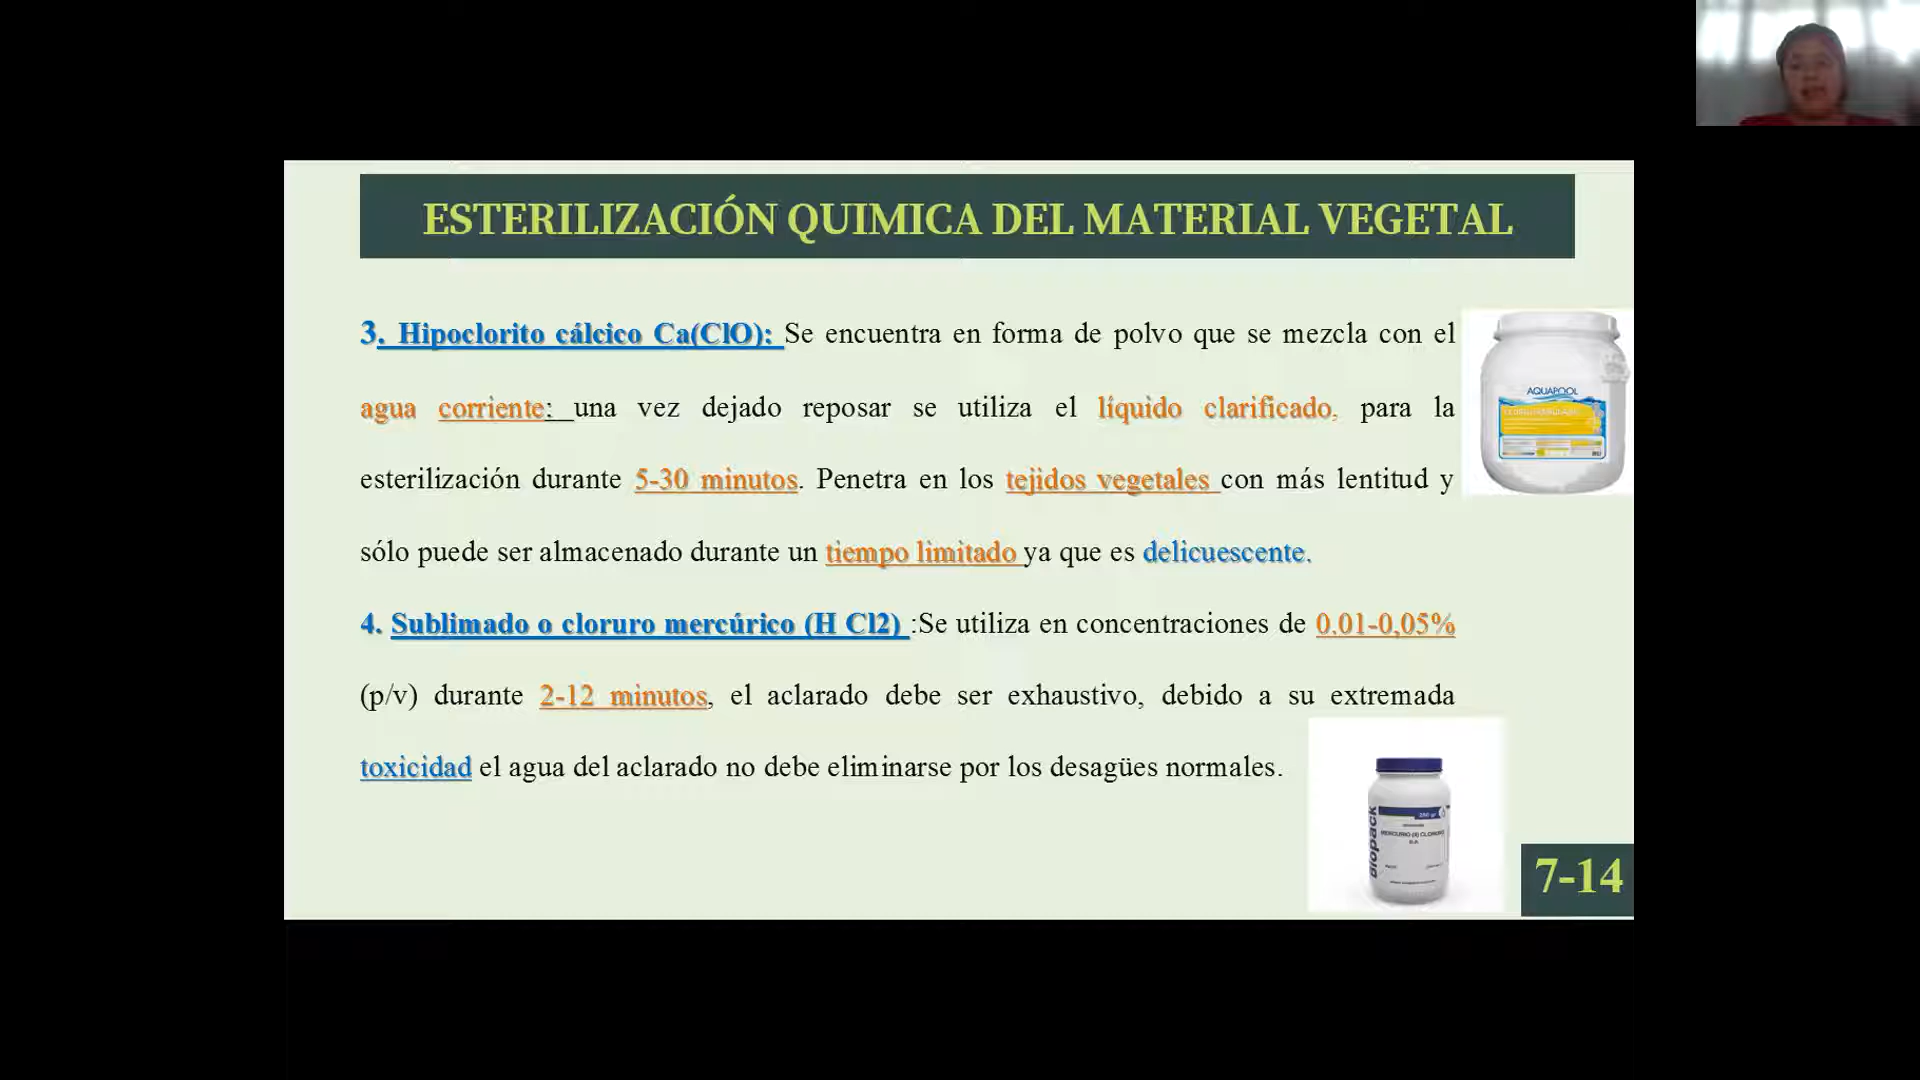 ESTERILIZACIÓN QUIMICA DEL MATERIAL VEGETAL
3. Hipoclorito cálcico Ca(ClO): Se encuentra en forma de polvo que se mezcla con el
agua corriente: una vez dejado reposar se utiliza el líquido clarificado, para la
esterilización durante 5-30 minutos. Penetra en los tejidos vegetales con más lentitud y
sólo puede ser almacenado durante un tiempo limitado ya que es delicuescente.
4. Sublimado o cloruro mercúrico (H Cl2) :Se utiliza en concentraciones de 0.01-0,05%
(p/v) durante 2-12 minutos, el aclarado debe ser exhaustivo, debido a su extremada
toxicidad el agua del aclarado no debe eliminarse por los desagües normales.
AQUAPOOL
Biopack
250 gr
MERCURIO (II) CLORURO
7-14